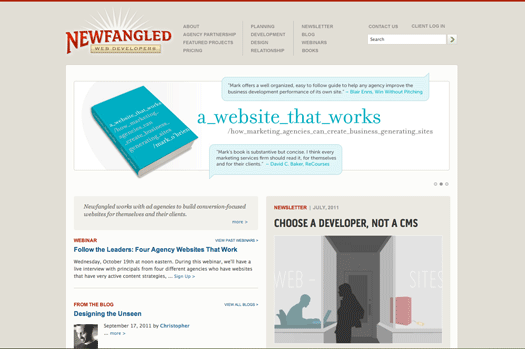 NEWFANGLED
WEB DEVELOPERS
ABOUT
AGENCY PARTNERSHIP
FEATURED PROJECTS
PRICING
PLANNING
DEVELOPMENT
DESIGN
RELATIONSHIP
NEWSLETTER
BLOG
WEBINARS
BOOKS
CONTACT US
CLIENT LOG IN
Search
"Mark offers a well organized, easy to follow guide to help any agency improve the
business development performance of its own site." – Blair Enns, Win Without Pitching
a_website_that_works
/how_marketing_agencies_can_create_business_generating_sites
a_website_
that_works
/how_marketing_
agencies_can_
create_business_
generating_sites
"Mark's book is substantive but concise. I think every
marketing services firm should read it, for themselves
and for their clients." – David C. Baker, ReCourses
Newfangled works with ad agencies to build conversion-focused
websites for themselves and their clients.
more >
WEBINAR
VIEW PAST WEBINARS >
Follow the Leaders: Four Agency Websites That Work
Wednesday, October 19th at noon eastern. During this webinar, we'll have a
live interview with principals from four different agencies who have websites
that have very active content strategies, ... Sign Up >
FROM THE BLOG
VIEW ALL BLOGS >
Designing the Unseen
September 17, 2011 by Christopher
... more >
NEWSLETTER | JULY, 2011
CHOOSE A DEVELOPER, NOT A CMS
WEB –
SITES